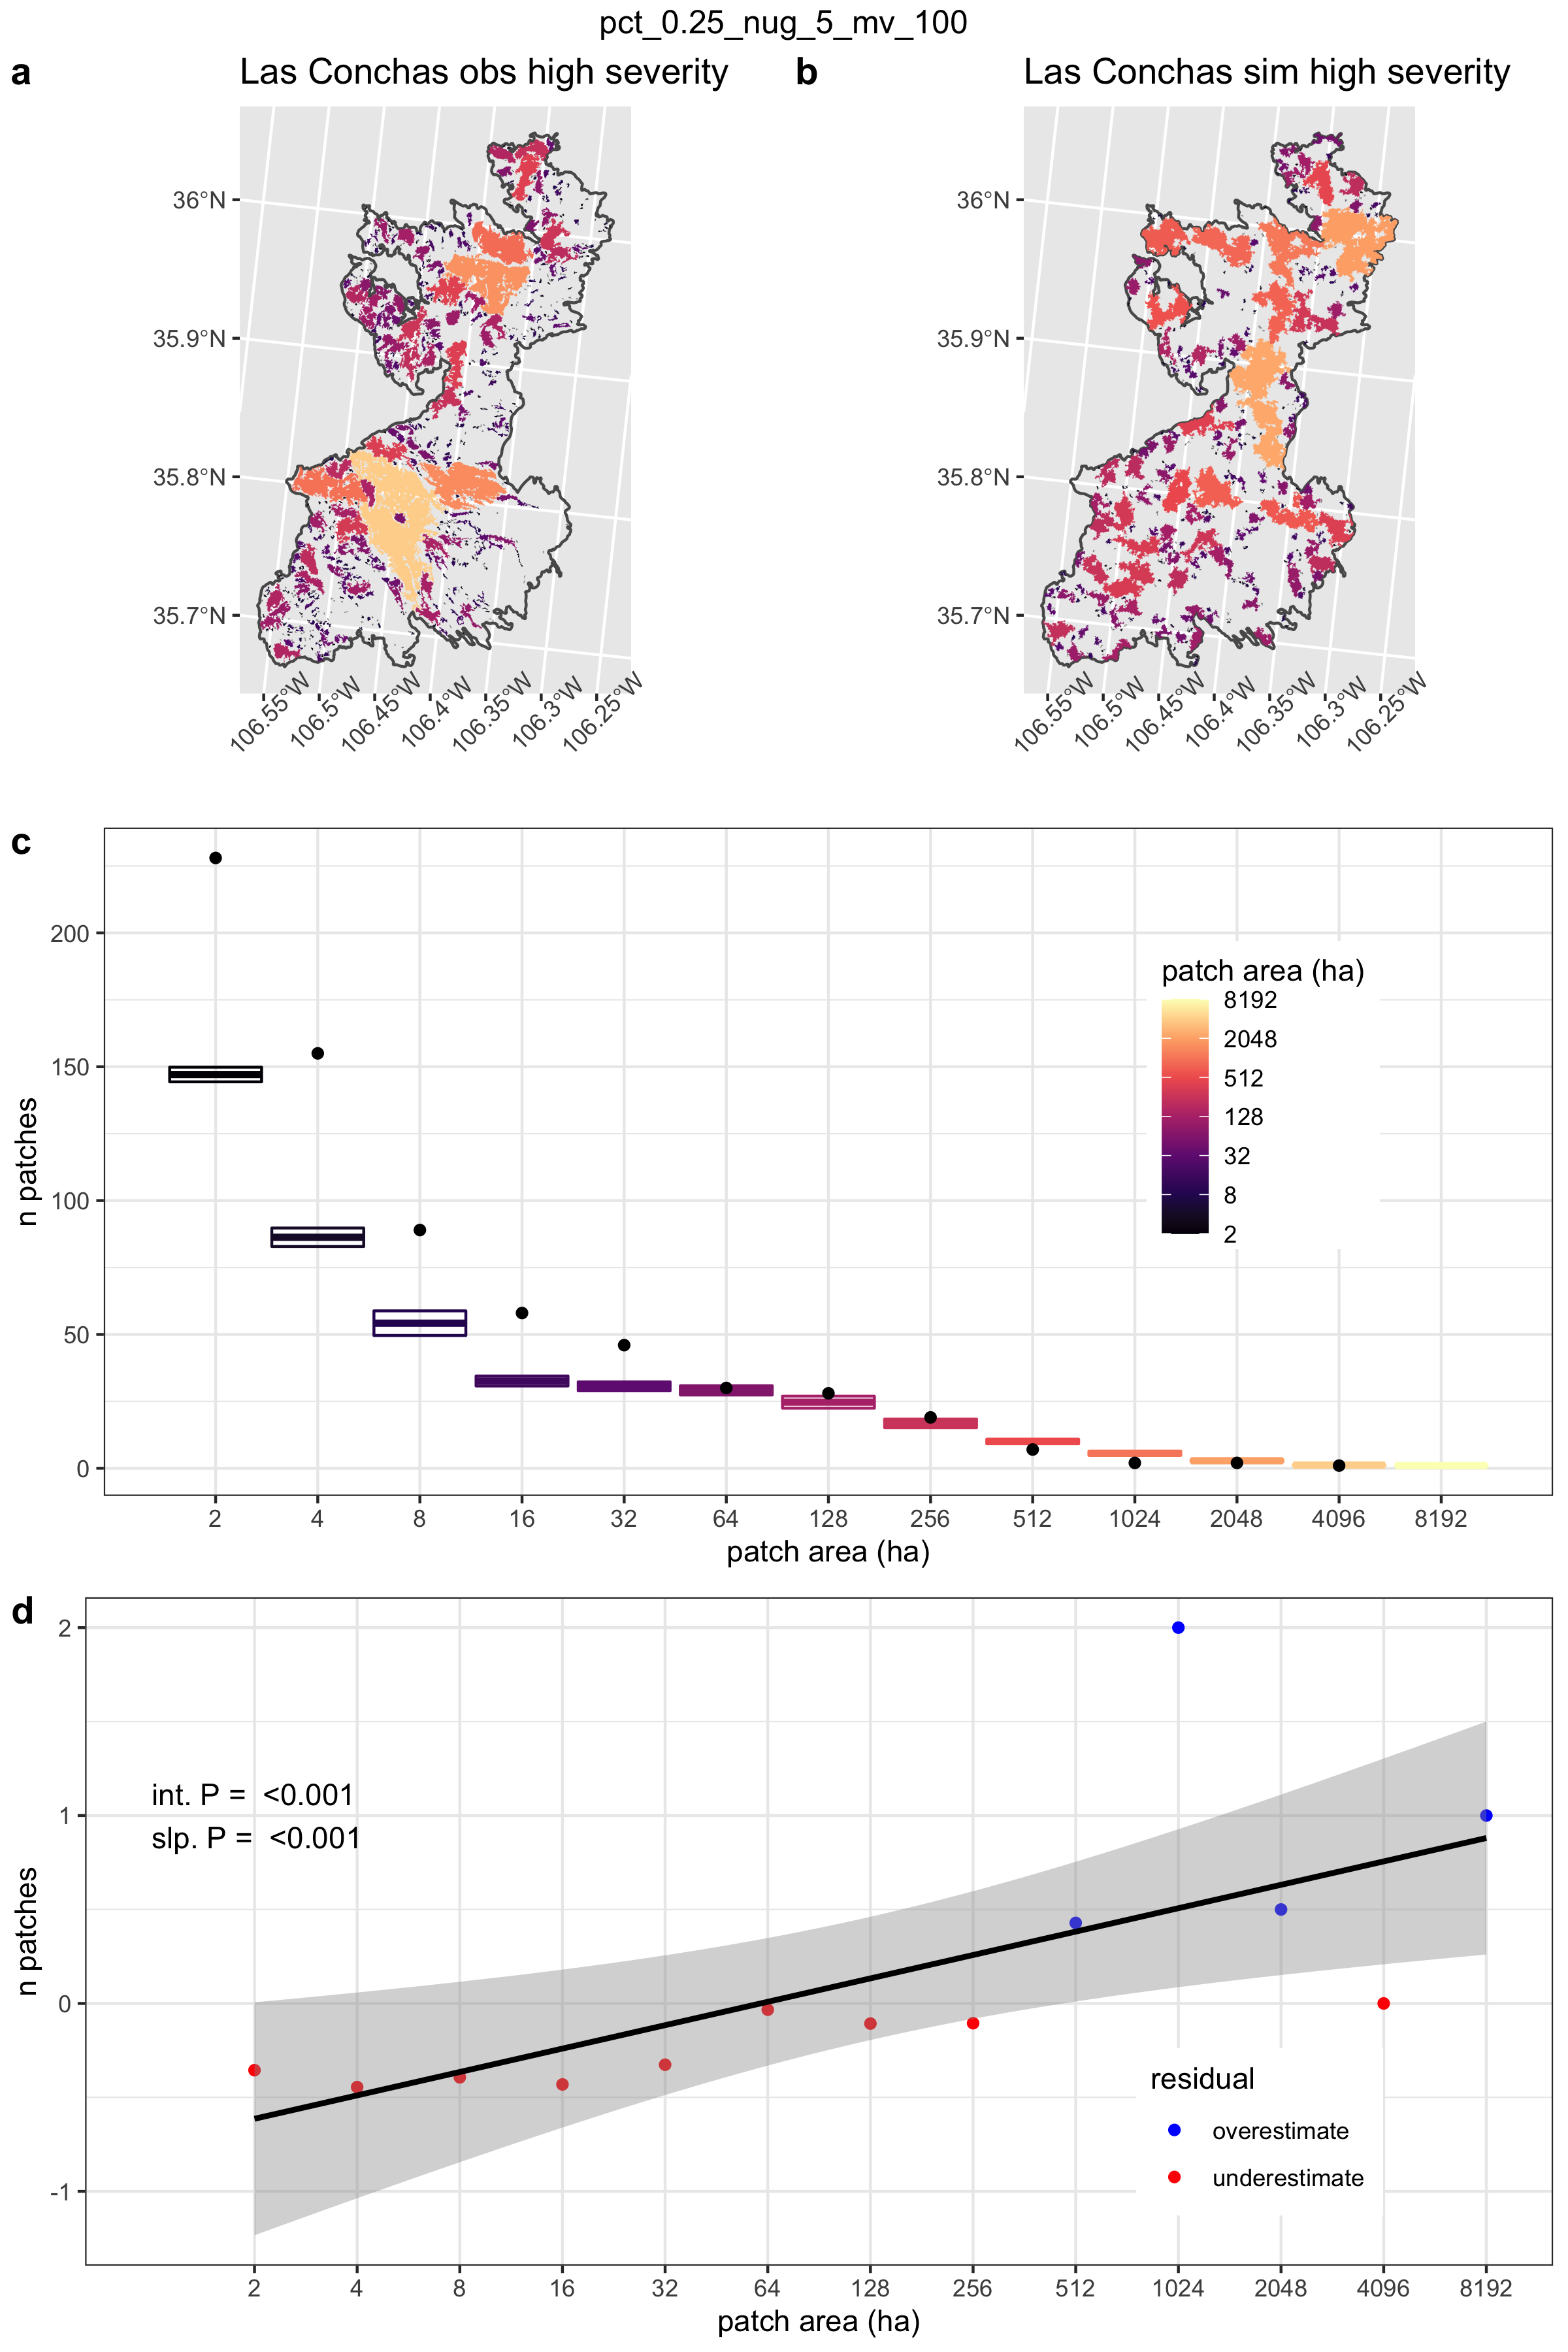 pct_0.25_nug_5_mv_100
a
Las Conchas obs high severity
36°N
35.9°N
35.8°N
35.7°N
106.55°W
106.5°W
106.45°W
106.4°W
106.35°W
106.3°W
106.25°W
b
Las Conchas sim high severity
36°N
35.9°N
35.8°N
35.7°N
106.55°W
106.5°W
106.45°W
106.4°W
106.35°W
106.3°W
106.25°W
c
n patches
200
150
100
50
0
patch area (ha)
8192
2048
512
128
32
8
2
2 4 8 16 32 64 128 256 512 1024 2048 4096 8192
patch area (ha)
d
n patches
2
1
0
-1
int. P = <0.001
slp. P = <0.001
residual
overestimate
underestimate
2 4 8 16 32 64 128 256 512 1024 2048 4096 8192
patch area (ha)